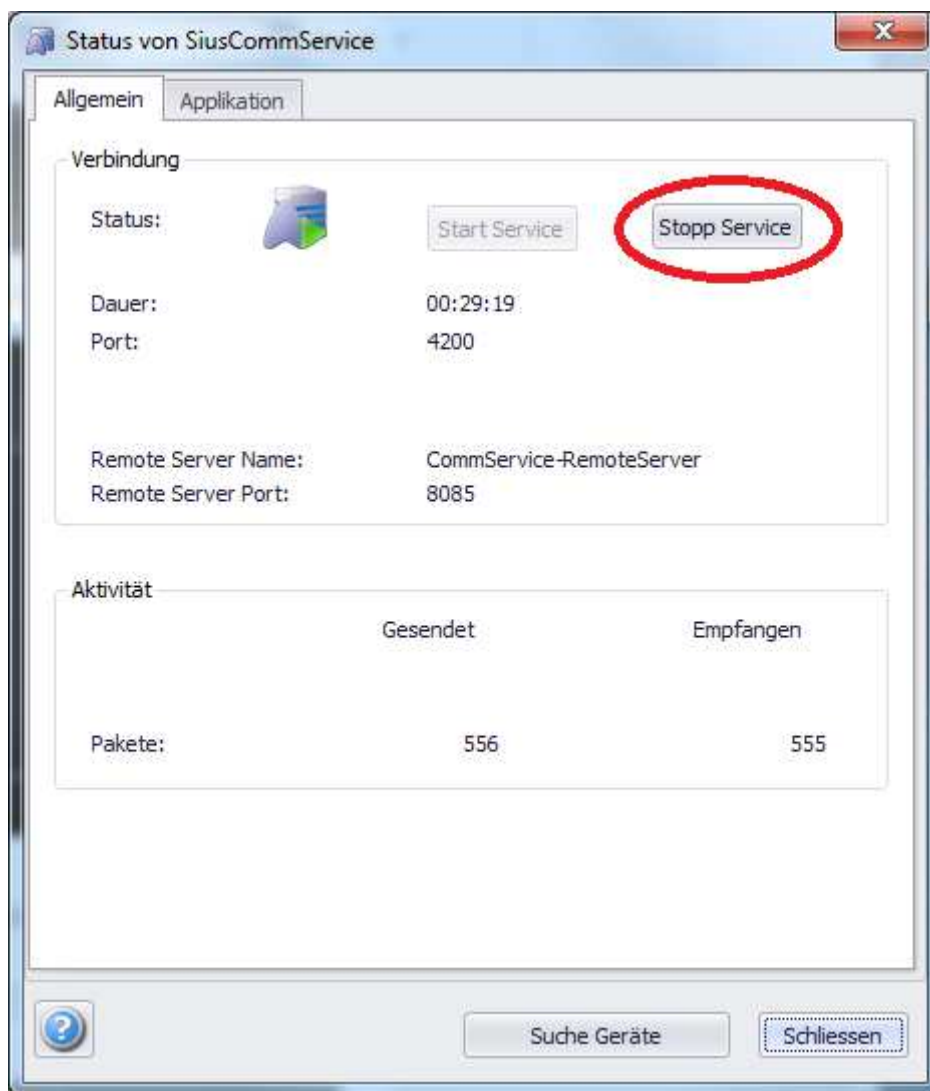 Status von SiusCommService
Allgemein Applikation
Verbindung
Status: Start Service Stopp Service
Dauer: 00:29:19
Port: 4200
Remote Server Name: CommService-RemoteServer
Remote Server Port: 8085
Aktivität
Gesendet Empfangen
Pakete: 556 555
Suche Geräte Schliessen